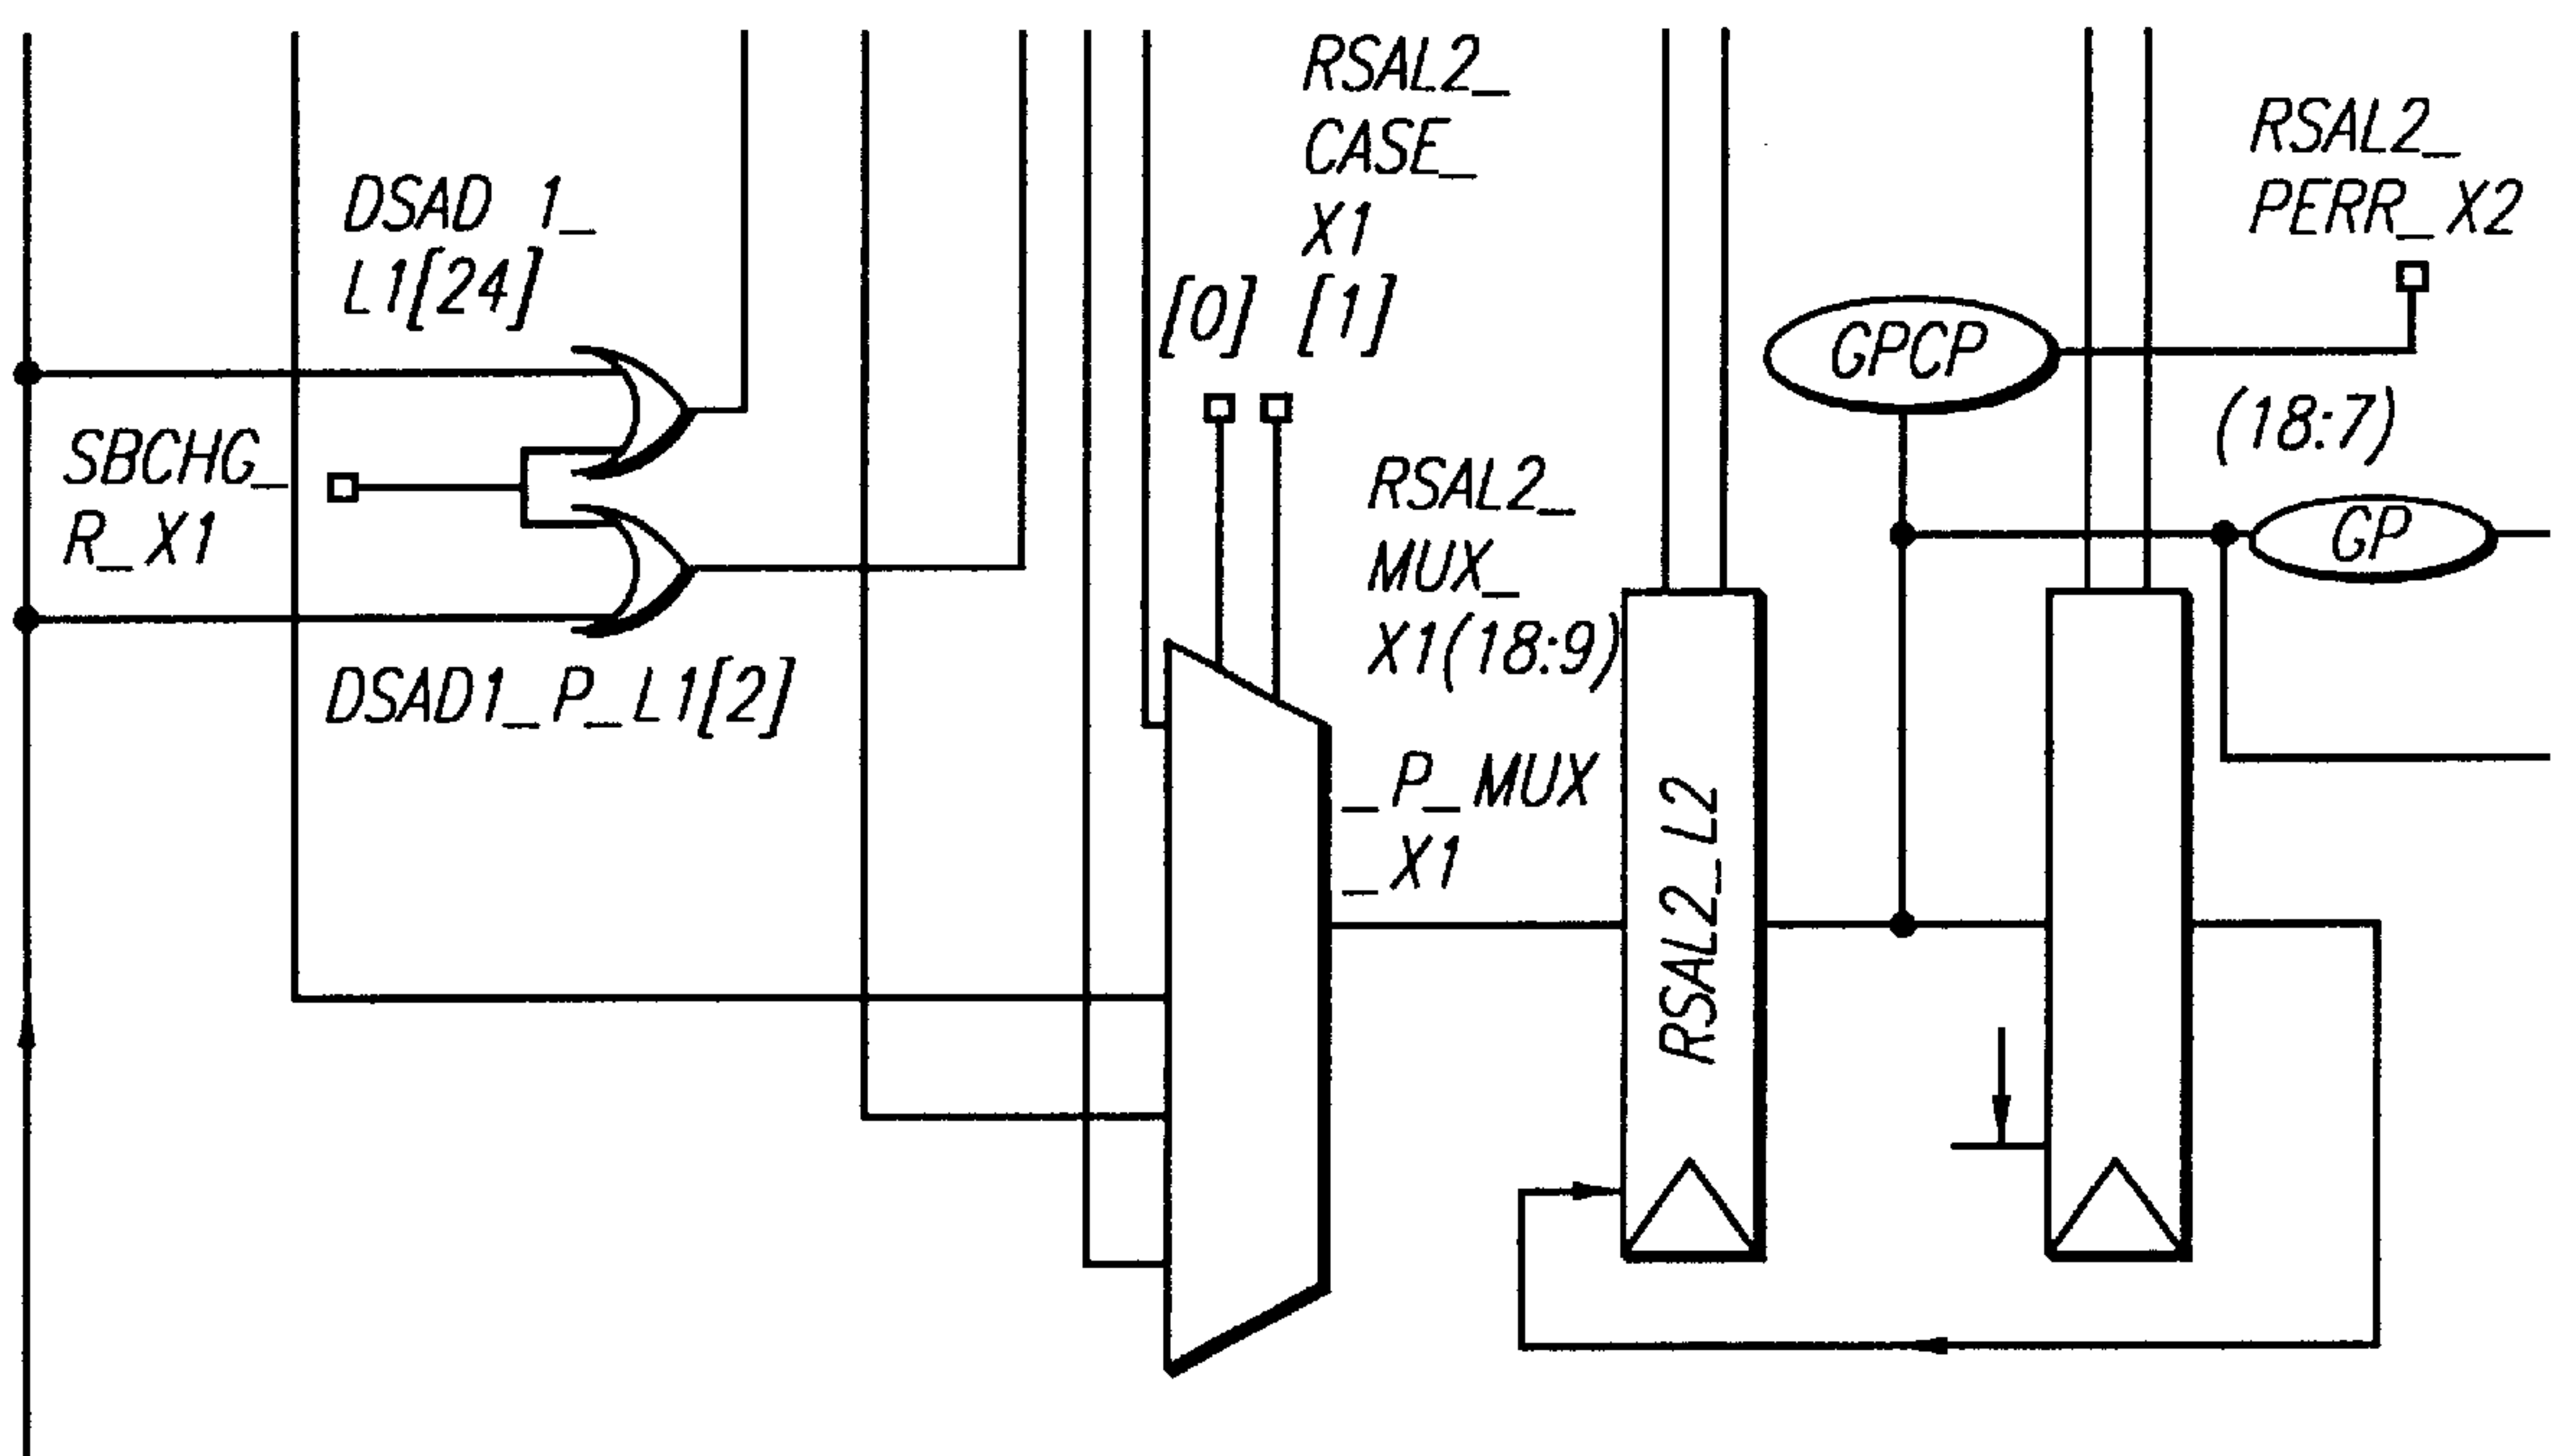 RSAL2_
CASE_
X1
[0] [1]
RSAL2_
PERR_X2
DSAD 1_
L1[24]
GPCP
(18:7)
SBCHG_
R_X1
RSAL2_
MUX_
X1(18:9)
GP
DSAD1_P_L1[2]
_P_MUX
_X1
RSAL2_L2